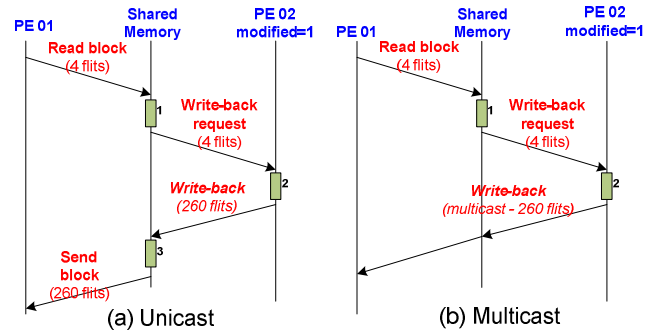 PE 01
Shared
Memory
PE 02
modified=1
Read block
(4 flits)
1
Write-back
request
(4 flits)
2
Write-back
(260 flits)
3
Send
block
(260 flits)
(a) Unicast
PE 01
Shared
Memory
PE 02
modified=1
Read block
(4 flits)
1
Write-back
request
(4 flits)
2
Write-back
(multicast - 260 flits)
(b) Multicast